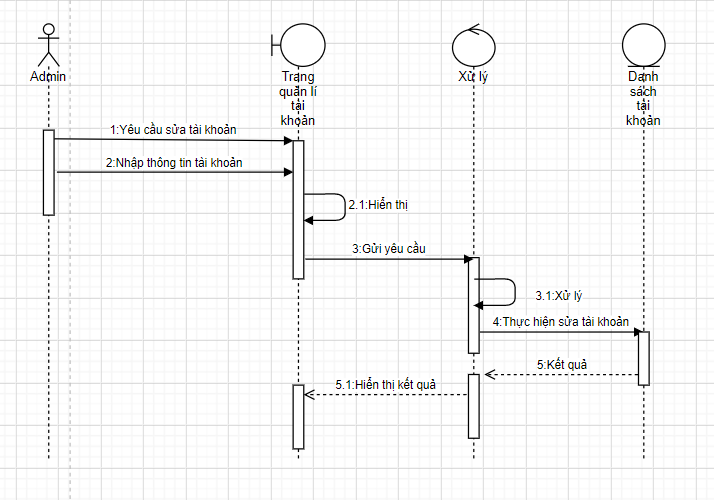 Admin
Trang
quản lí
tài
khoản
Xử lý
Danh
sách
tài
khoản
1:Yêu cầu sửa tài khoản
2:Nhập thông tin tài khoản
2.1:Hiển thị
3:Gửi yêu cầu
3.1:Xử lý
4:Thực hiện sửa tài khoản
5:Kết quả
5.1:Hiển thị kết quả